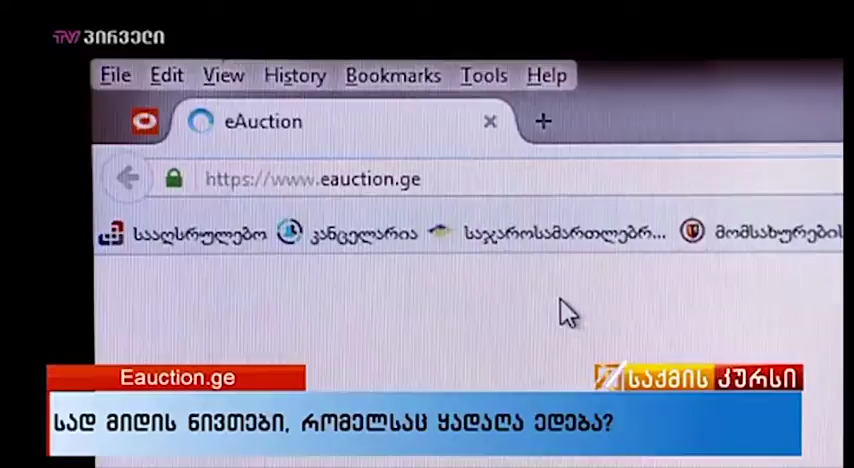 TV პირველი
File Edit View History Bookmarks Tools Help
eAuction
https://www.eauction.ge
სააღსრულებო კანცელარია საჯაროსამართლებრ... მომსახურების
Eauction.ge
საქმის კურსი
სად მიდის ნივთები, რომელსაც ყადაღა ედება?